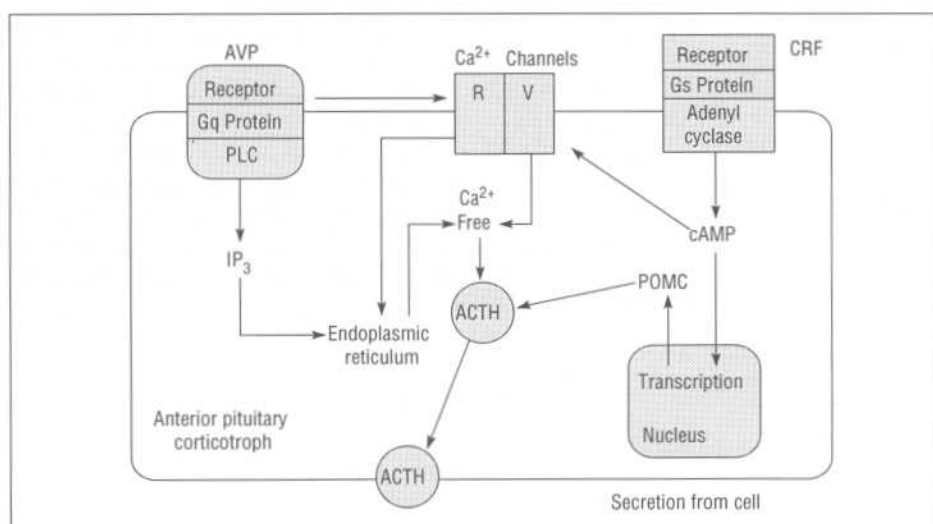 AVP
Receptor
Gq Protein
PLC
Ca²⁺ Channels
R V
CRF
Receptor
Gs Protein
Adenyl
cyclase
Ca²⁺
Free
cAMP
IP₃
POMC
ACTH
Endoplasmic
reticulum
Transcription
Nucleus
Anterior pituitary
corticotroph
ACTH
Secretion from cell